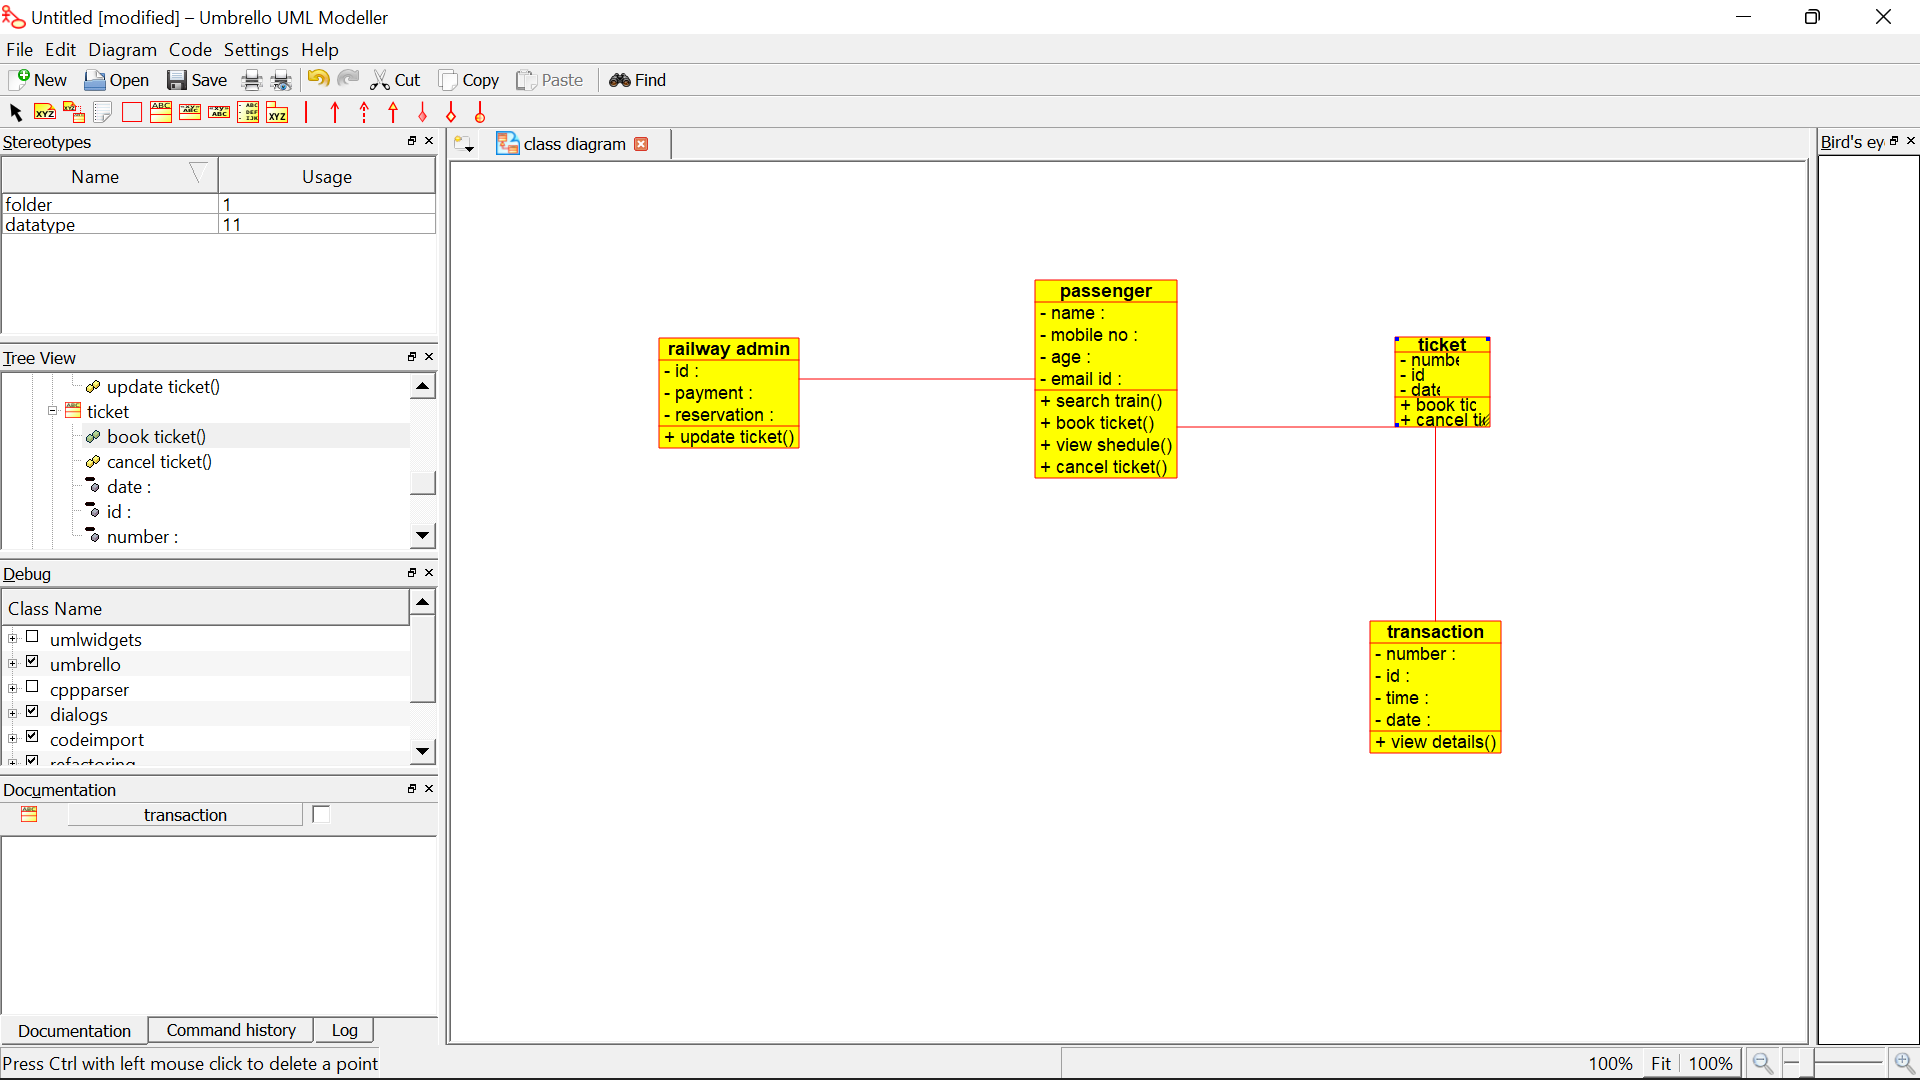 Untitled [modified] – Umbrello UML Modeller
File Edit Diagram Code Settings Help
New Open Save Cut Copy Paste Find
Stereotypes
Name Usage
folder 1
datatype 11
Tree View
update ticket()
ticket
book ticket()
cancel ticket()
date :
id :
number :
Debug
Class Name
umlwidgets
umbrello
cppparser
dialogs
codeimport
refactoring
Documentation
transaction
Documentation Command history Log
Press Ctrl with left mouse click to delete a point
class diagram
railway admin
- id :
- payment :
- reservation :
+ update ticket()
passenger
- name :
- mobile no :
- age :
- email id :
+ search train()
+ book ticket()
+ view shedule()
+ cancel ticket()
ticket
- numbe
- id
- date
+ book tic
+ cancel ti
transaction
- number :
- id :
- time :
- date :
+ view details()
Bird's ey
100% Fit 100%